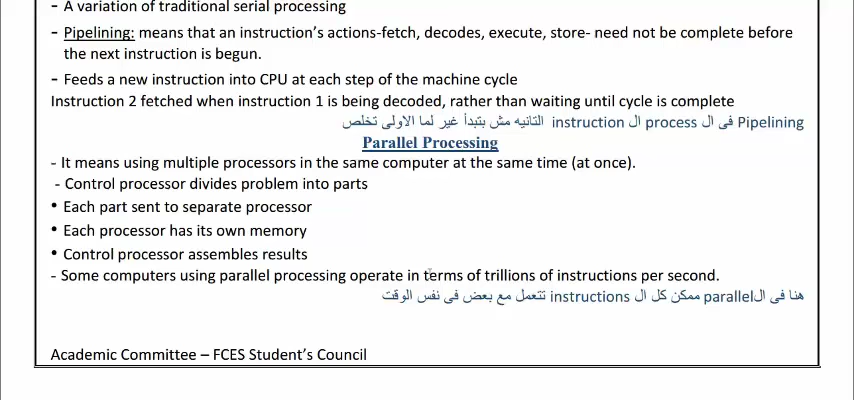 - A variation of traditional serial processing
- Pipelining: means that an instruction's actions-fetch, decodes, execute, store- need not be complete before
the next instruction is begun.
- Feeds a new instruction into CPU at each step of the machine cycle
Instruction 2 fetched when instruction 1 is being decoded, rather than waiting until cycle is complete
Pipelining فى ال process ال instruction التانيه مش بتبدأ غير لما الاولى تخلص
Parallel Processing
- It means using multiple processors in the same computer at the same time (at once).
- Control processor divides problem into parts
• Each part sent to separate processor
• Each processor has its own memory
• Control processor assembles results
- Some computers using parallel processing operate in terms of trillions of instructions per second.
هنا فى الparallel ممكن كل ال instructions تتعمل مع بعض فى نفس الوقت
Academic Committee – FCES Student's Council